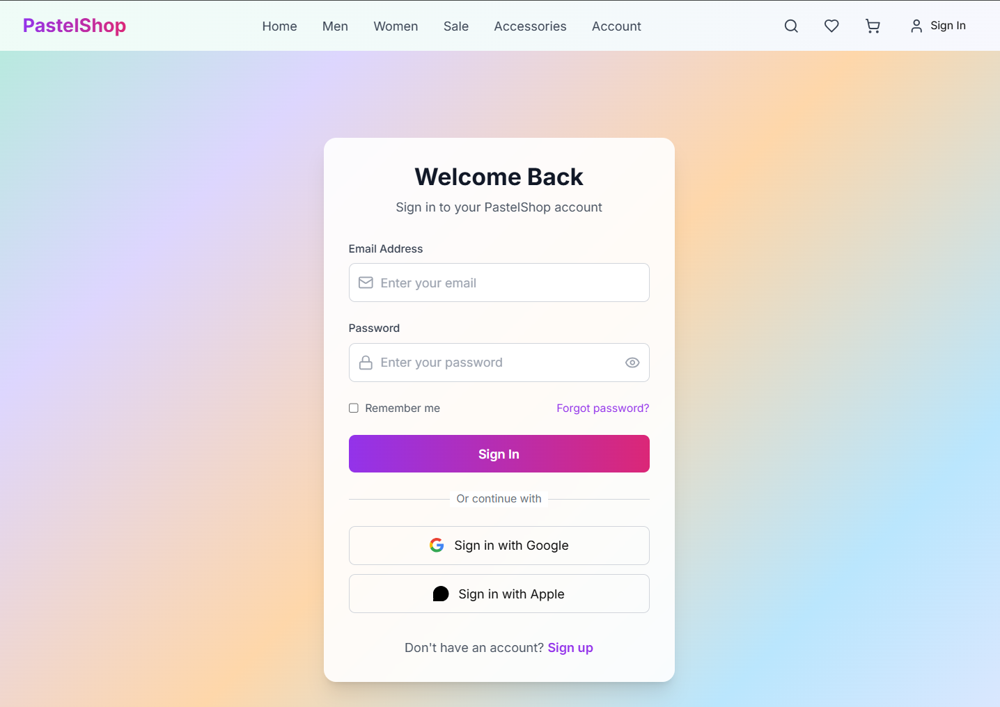 PastelShop
Home Men Women Sale Accessories Account
Sign In
Welcome Back
Sign in to your PastelShop account
Email Address
Enter your email
Password
Enter your password
Remember me Forgot password?
Sign In
Or continue with
Sign in with Google
Sign in with Apple
Don't have an account? Sign up